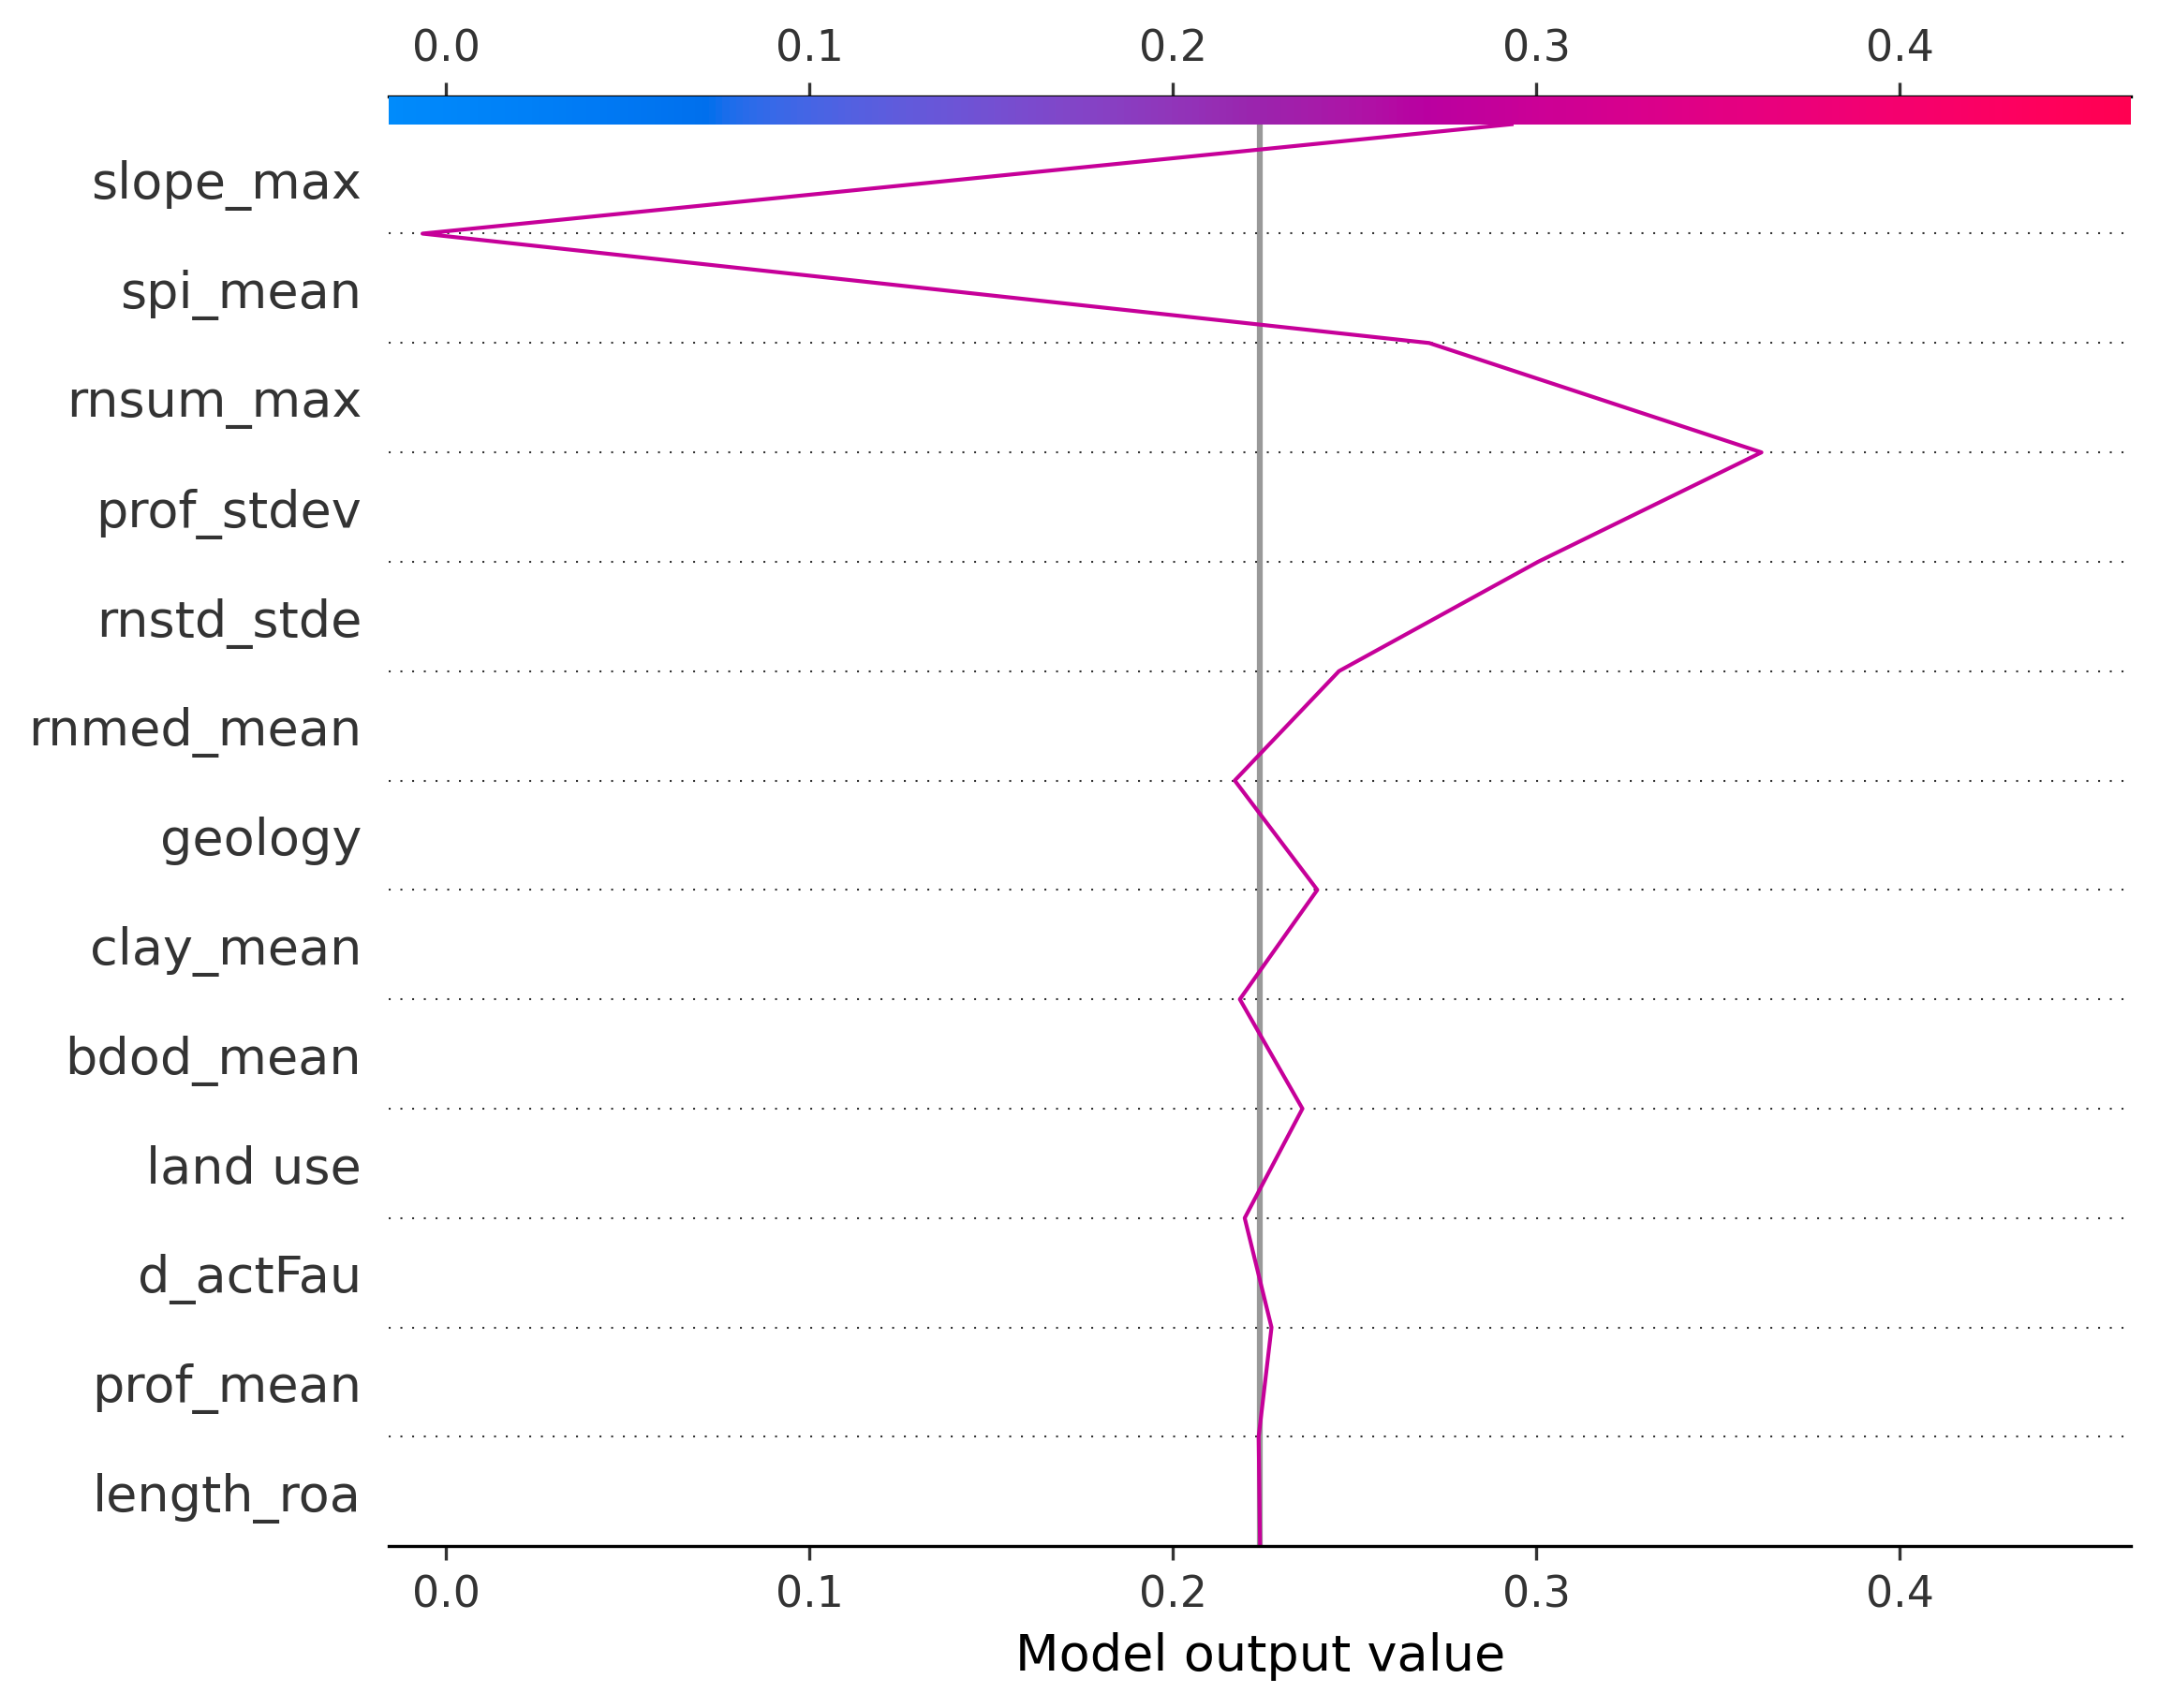 0.0 0.1 0.2 0.3 0.4
slope_max
spi_mean
rnsum_max
prof_stdev
rnstd_stde
rnmed_mean
geology
clay_mean
bdod_mean
land use
d_actFau
prof_mean
length_roa
0.0 0.1 0.2 0.3 0.4
Model output value